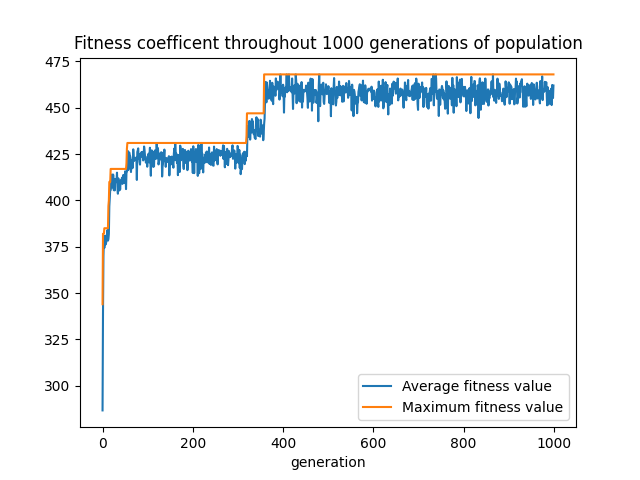 Fitness coefficent throughout 1000 generations of population
475
450
425
400
375
350
325
300
Average fitness value
Maximum fitness value
0 200 400 600 800 1000
generation